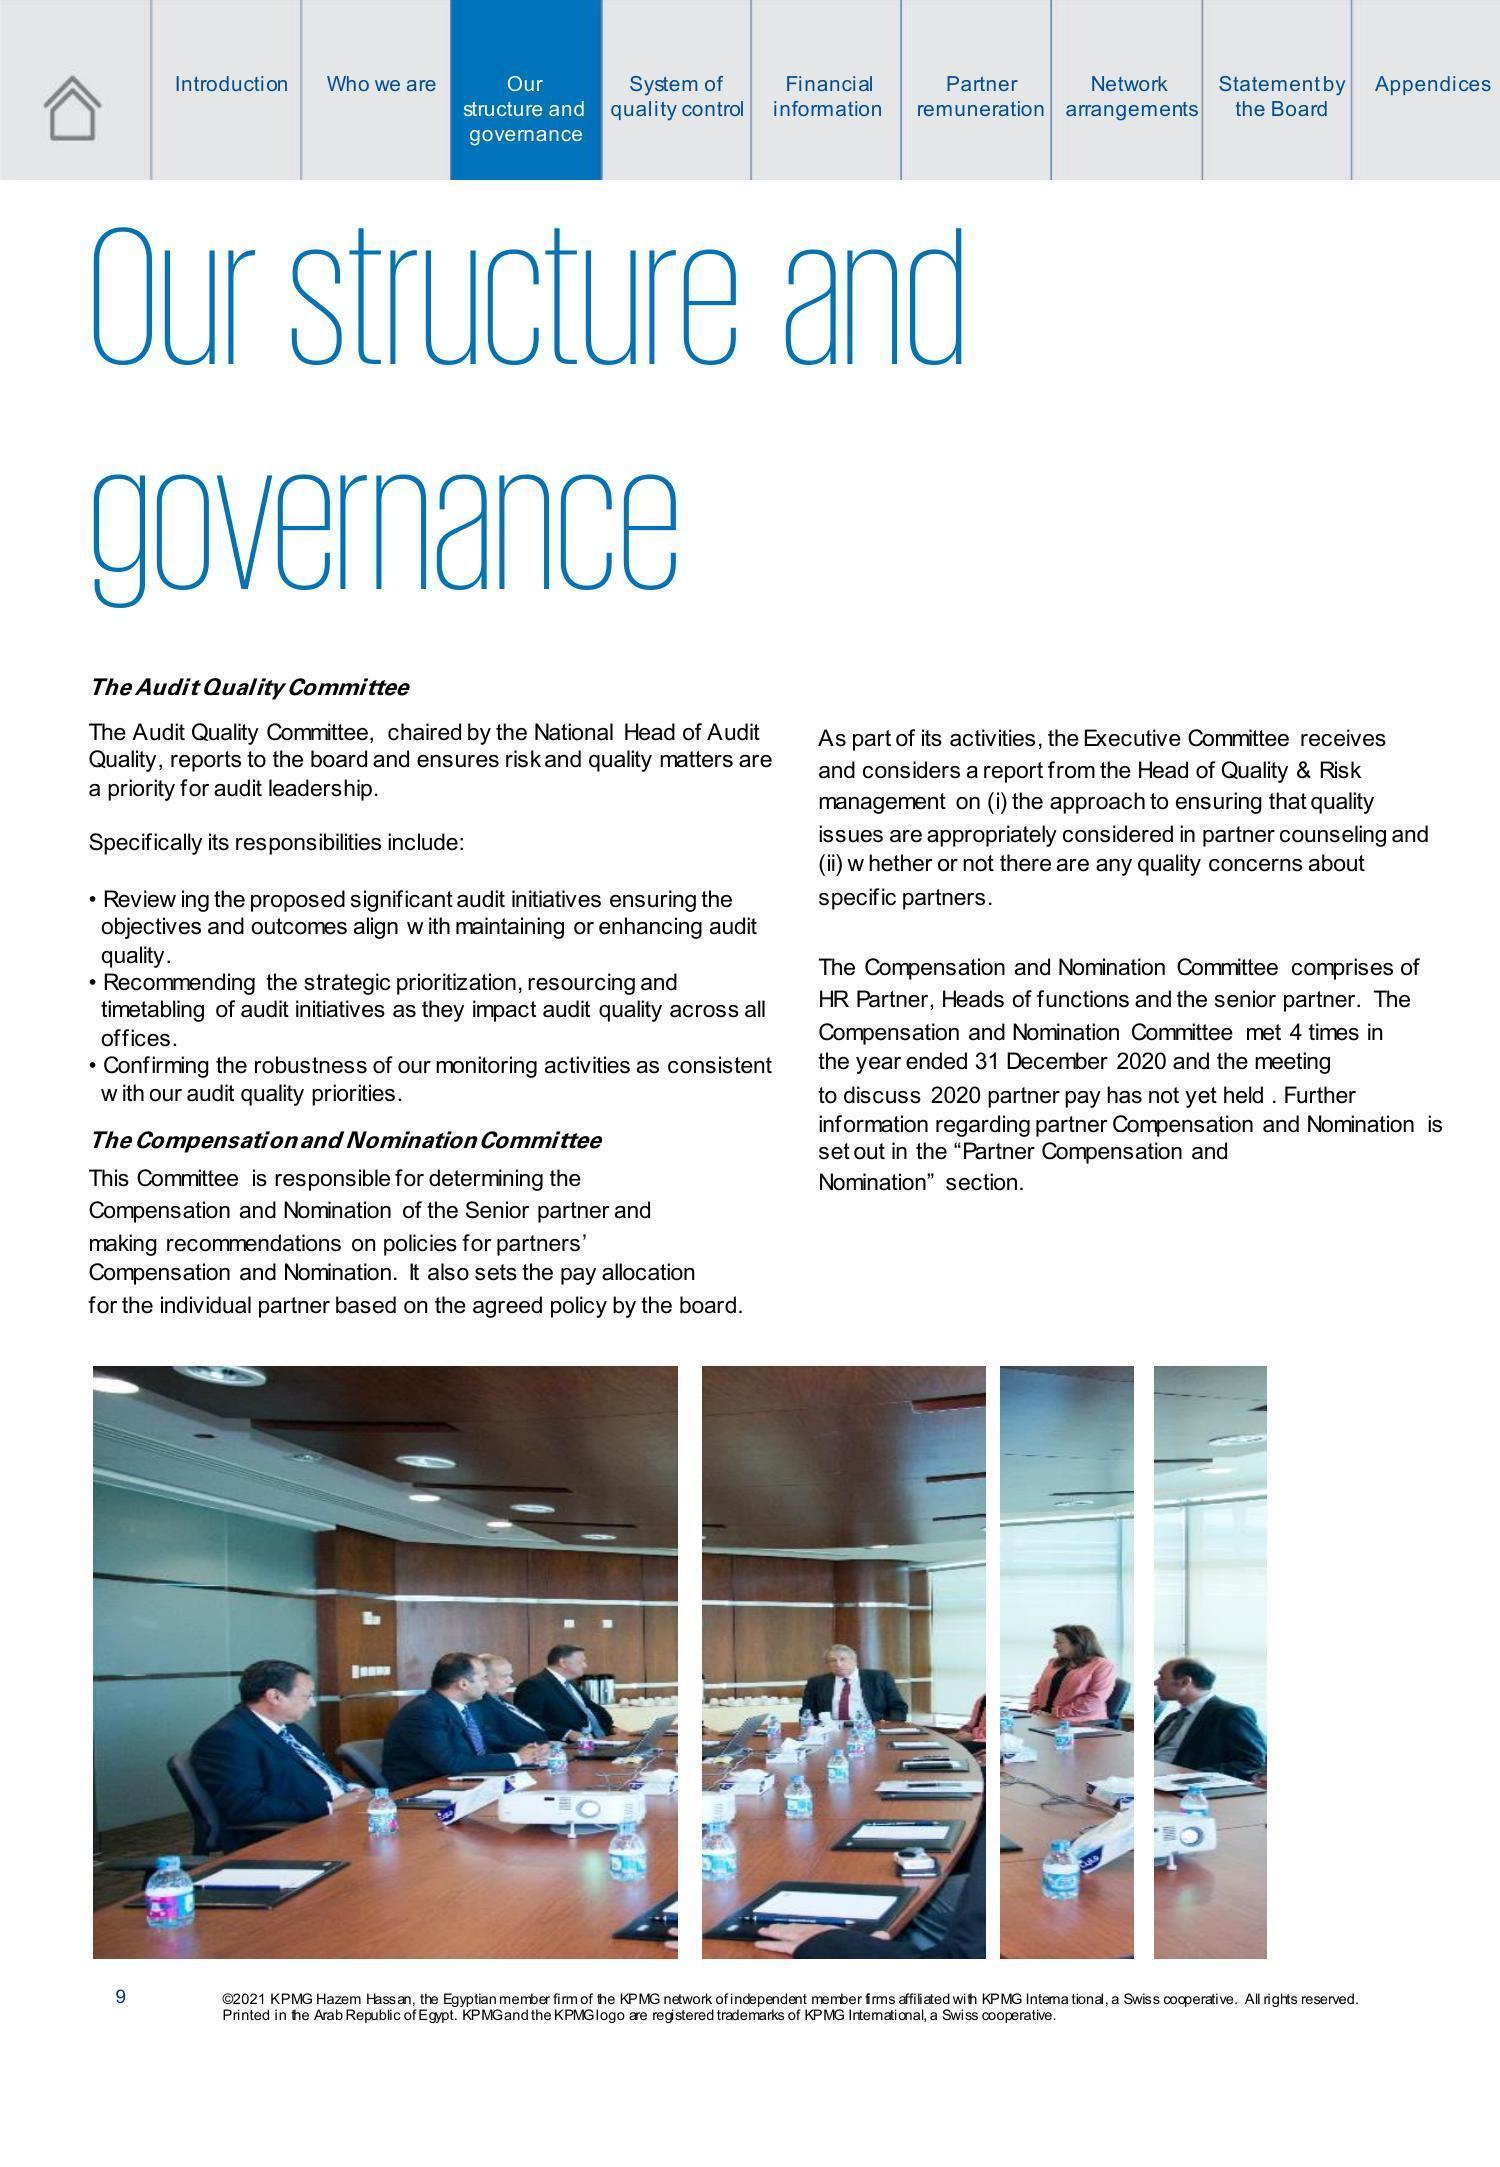 Introduction
Who we are
Our
structure and
governance
System of
quality control
Financial
information
Partner
remuneration
Network
arrangements
Statement by
the Board
Appendices
Our structure and
governance
The Audit Quality Committee
The Audit Quality Committee, chaired by the National Head of Audit
Quality, reports to the board and ensures risk and quality matters are
a priority for audit leadership.
Specifically its responsibilities include:
• Reviewing the proposed significant audit initiatives ensuring the
objectives and outcomes align with maintaining or enhancing audit
quality.
• Recommending the strategic prioritization, resourcing and
timetabling of audit initiatives as they impact audit quality across all
offices.
• Confirming the robustness of our monitoring activities as consistent
with our audit quality priorities.
The Compensation and Nomination Committee
This Committee is responsible for determining the
Compensation and Nomination of the Senior partner and
making recommendations on policies for partners’
Compensation and Nomination. It also sets the pay allocation
for the individual partner based on the agreed policy by the board.
As part of its activities, the Executive Committee receives
and considers a report from the Head of Quality & Risk
management on (i) the approach to ensuring that quality
issues are appropriately considered in partner counseling and
(ii) whether or not there are any quality concerns about
specific partners.
The Compensation and Nomination Committee comprises of
HR Partner, Heads of functions and the senior partner. The
Compensation and Nomination Committee met 4 times in
the year ended 31 December 2020 and the meeting
to discuss 2020 partner pay has not yet held . Further
information regarding partner Compensation and Nomination is
set out in the “Partner Compensation and
Nomination” section.
9
©2021 KPMG Hazem Hassan, the Egyptian member firm of the KPMG network of independent member firms affiliated with KPMG International, a Swiss cooperative. All rights reserved.
Printed in the Arab Republic of Egypt. KPMG and the KPMG logo are registered trademarks of KPMG International, a Swiss cooperative.